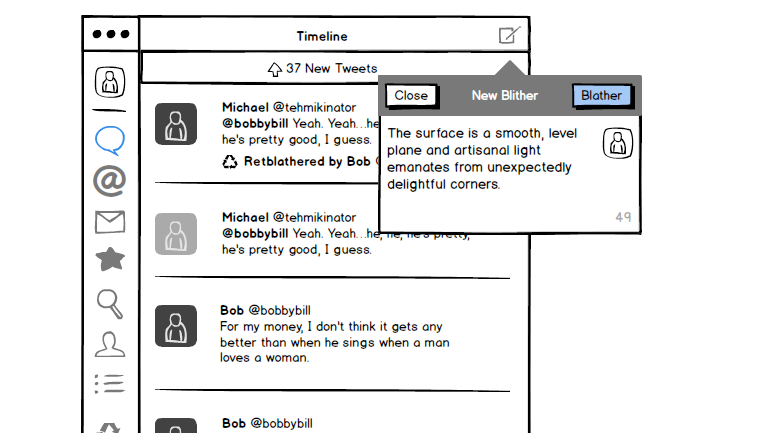 Timeline
37 New Tweets
Close
New Blither
Blather
The surface is a smooth, level
plane and artisanal light
emanates from unexpectedly
delightful corners.
49
Michael @tehmikinator
@bobbybill Yeah. Yeah...he
he's pretty good, I guess.
Retblathered by Bob
Michael @tehmikinator
@bobbybill Yeah. Yeah...he, he, he's pretty,
he's pretty good, I guess.
Bob @bobbybill
For my money, I don't think it gets any
better than when he sings when a man
loves a woman.
Bob @bobbybill